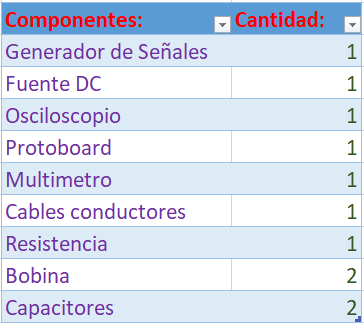 Componentes: Cantidad:
Generador de Señales 1
Fuente DC 1
Osciloscopio 1
Protoboard 1
Multimetro 1
Cables conductores 1
Resistencia 1
Bobina 2
Capacitores 2